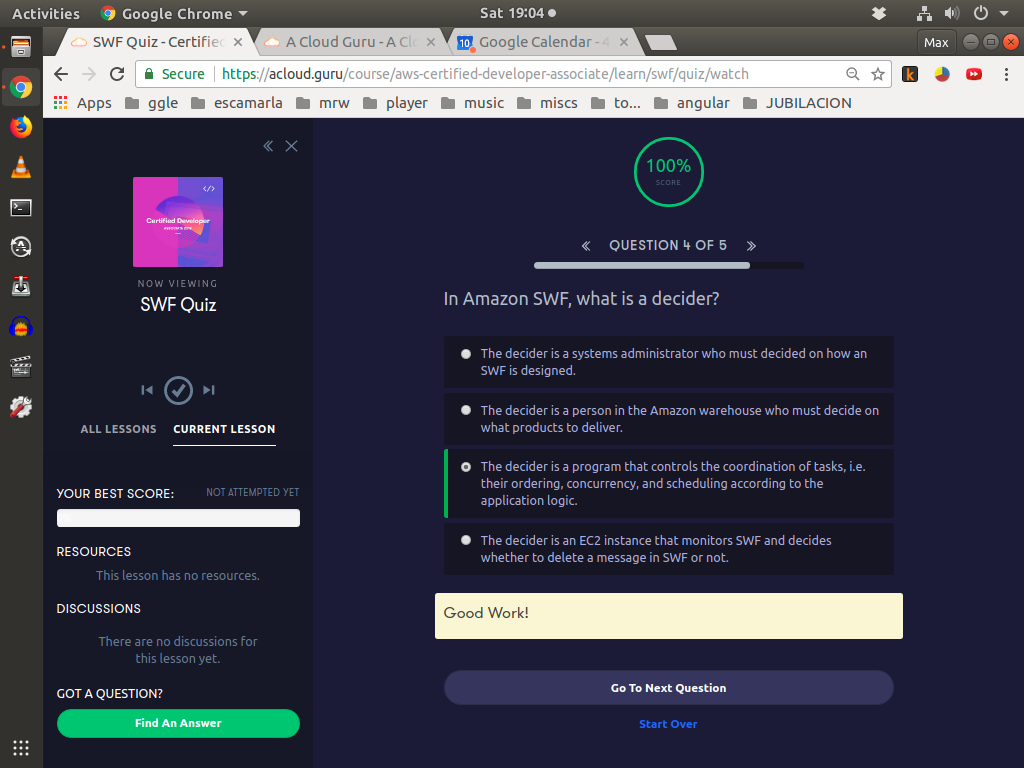 Activities Google Chrome Sat 19:04
SWF Quiz - Certified A Cloud Guru - A Clo Google Calendar - 4 Max
Secure https://acloud.guru/course/aws-certified-developer-associate/learn/swf/quiz/watch
Apps ggle escamarla mrw player music miscs to... angular JUBILACION
</>
Certified Developer
NOW VIEWING
SWF Quiz
ALL LESSONS CURRENT LESSON
YOUR BEST SCORE: NOT ATTEMPTED YET
RESOURCES
This lesson has no resources.
DISCUSSIONS
There are no discussions for
this lesson yet.
GOT A QUESTION?
Find An Answer
100%
SCORE
« QUESTION 4 OF 5 »
In Amazon SWF, what is a decider?
The decider is a systems administrator who must decided on how an
SWF is designed.
The decider is a person in the Amazon warehouse who must decide on
what products to deliver.
The decider is a program that controls the coordination of tasks, i.e.
their ordering, concurrency, and scheduling according to the
application logic.
The decider is an EC2 instance that monitors SWF and decides
whether to delete a message in SWF or not.
Good Work!
Go To Next Question
Start Over